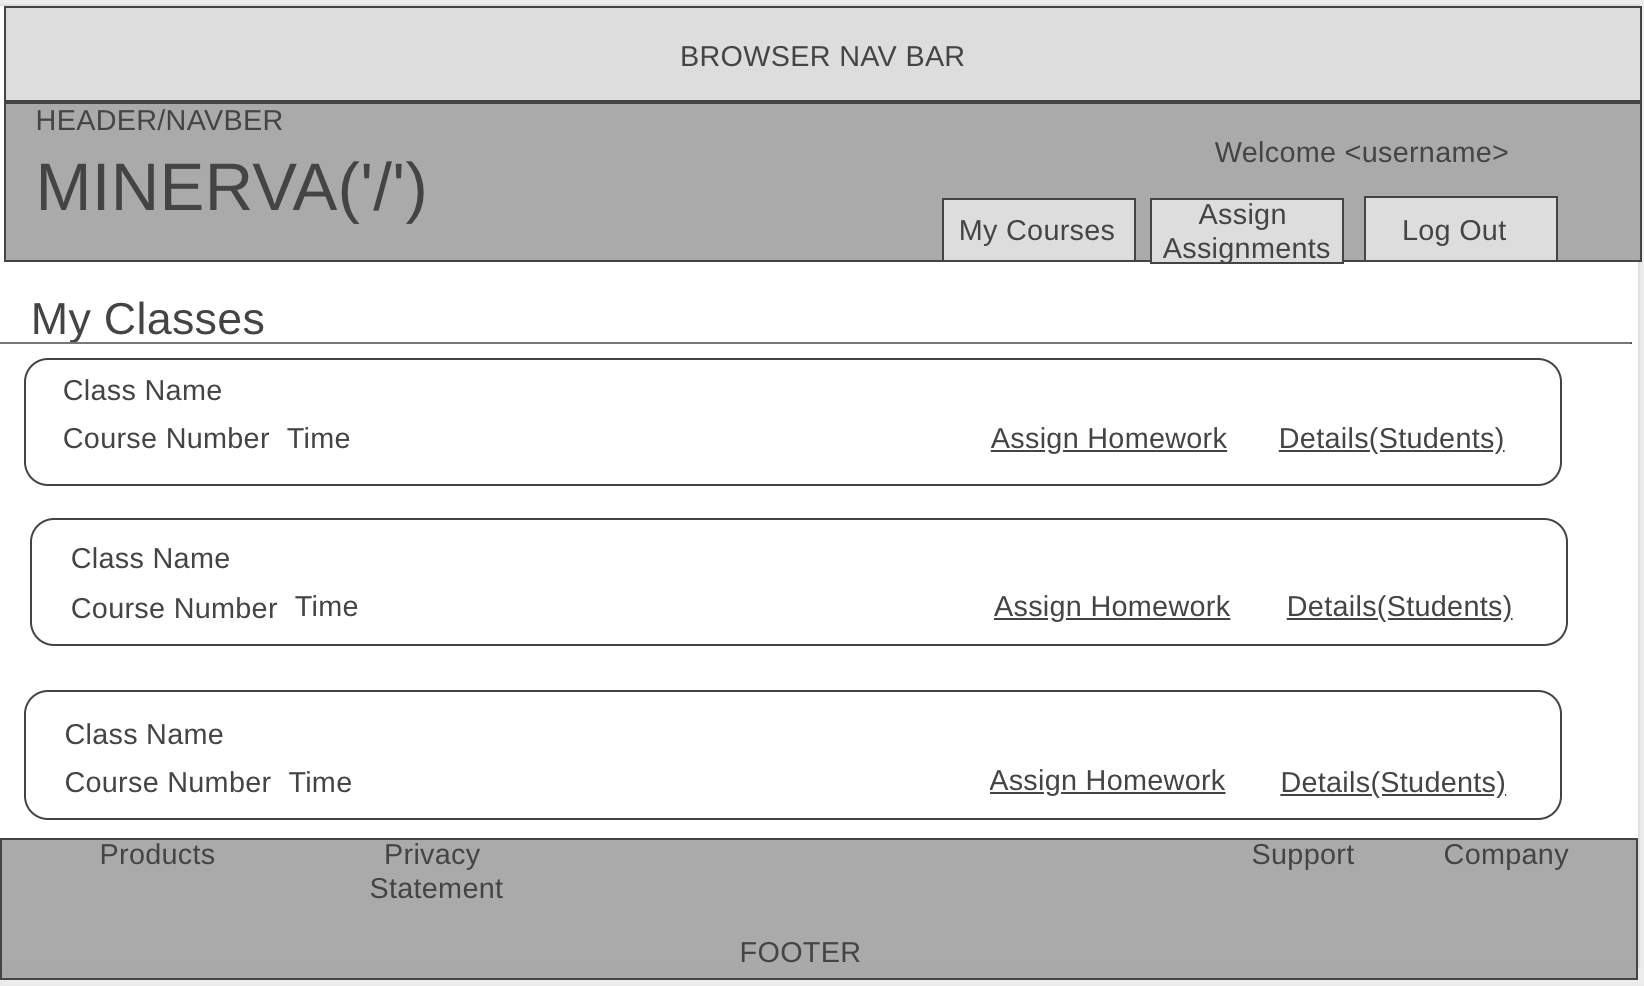 BROWSER NAV BAR
HEADER/NAVBER
MINERVA('/')
Welcome <username>
My Courses
Assign
Assignments
Log Out
My Classes
Class Name
Course Number Time
Assign Homework
Details(Students)
Class Name
Course Number Time
Assign Homework
Details(Students)
Class Name
Course Number Time
Assign Homework
Details(Students)
Products
Privacy
Statement
Support
Company
FOOTER